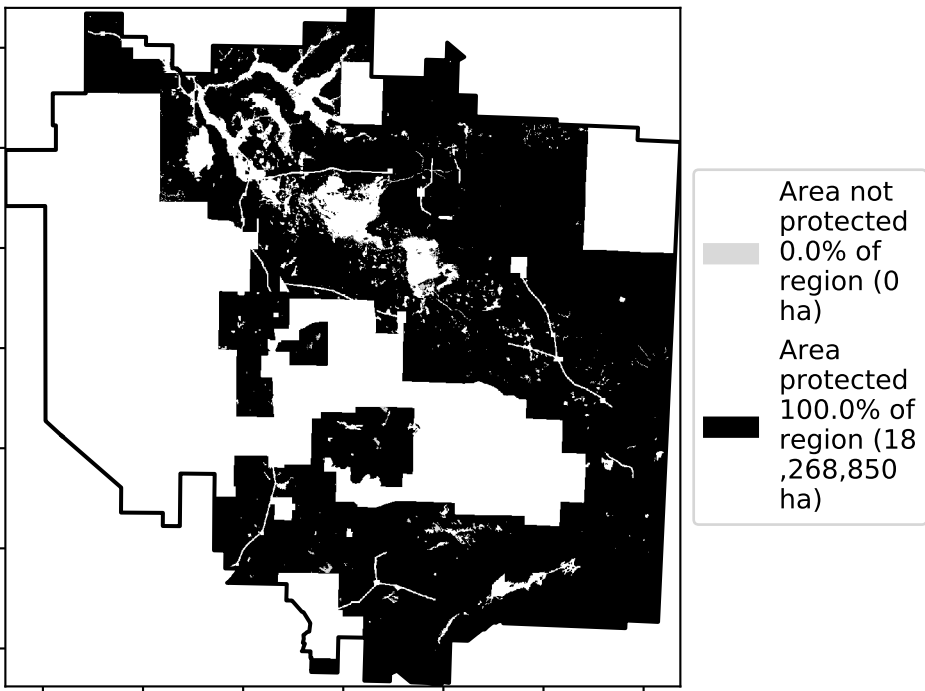 Area not
protected
0.0% of
region (0
ha)
Area
protected
100.0% of
region (18
,268,850
ha)